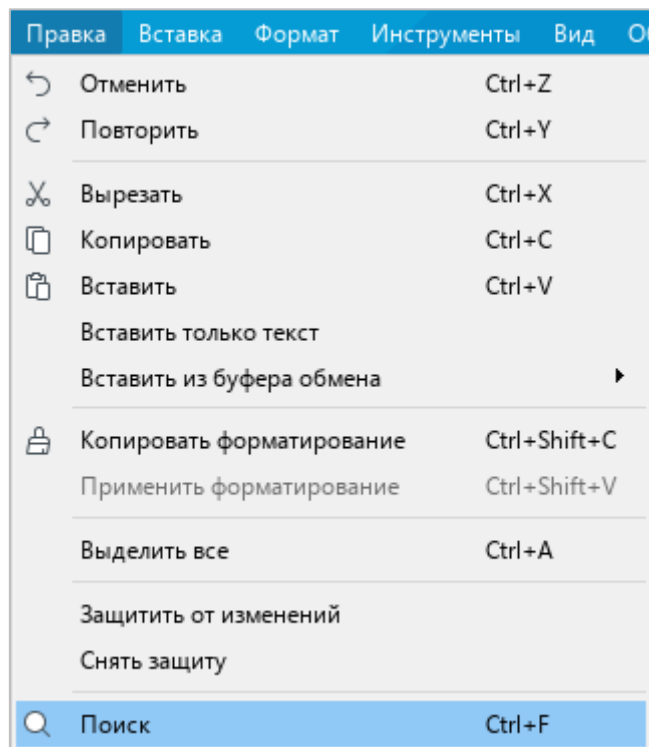 Правка Вставка Формат Инструменты Вид
Отменить Ctrl+Z
Повторить Ctrl+Y
Вырезать Ctrl+X
Копировать Ctrl+C
Вставить Ctrl+V
Вставить только текст
Вставить из буфера обмена
Копировать форматирование Ctrl+Shift+C
Применить форматирование Ctrl+Shift+V
Выделить все Ctrl+A
Защитить от изменений
Снять защиту
Поиск Ctrl+F